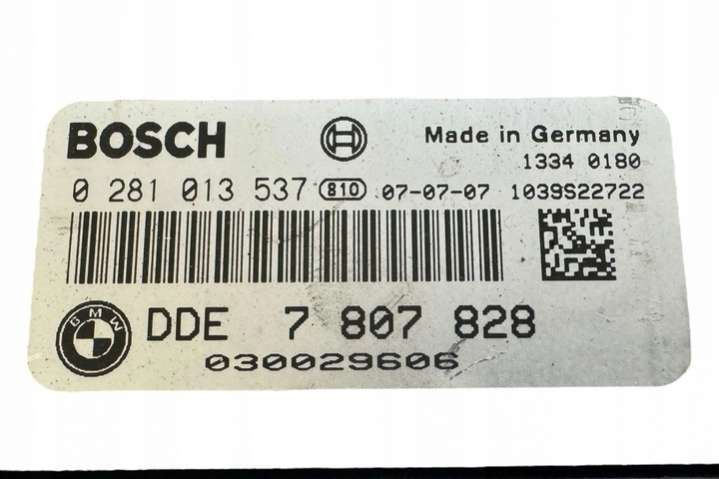 BOSCH Made in Germany
1334 0180
0 281 013 537 810 07-07-07 1039S22722
BMW DDE 7 807 828
030029606